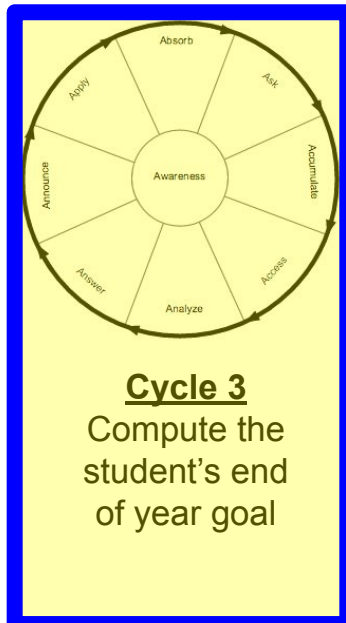 Absorb
Ask
Accumulate
Access
Analyze
Answer
Announce
Apply
Awareness
Cycle 3
Compute the
student’s end
of year goal